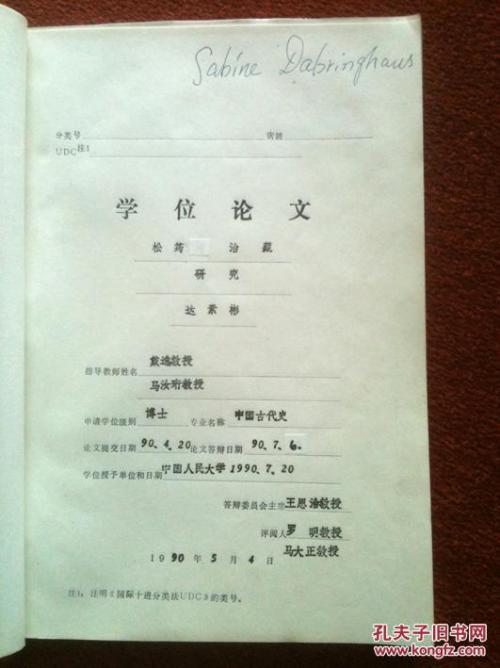 Sabine Dabringhaus
分类号 密级
UDC注1
学位论文
松筠 治藏
研究
达素彬
戴逸教授
指导教师姓名
马汝珩教授
申请学位级别 博士 专业名称 中国古代史
论文提交日期 90.4.20 论文答辩日期 90.7.6.
学位授予单位和日期 中国人民大学1990.7.20
答辩委员会主席 王思治教授
评阅人 罗 明教授
马大正教授
1990年5月4日
注1，注明《国际十进分类法UDC》的类号。
孔夫子旧书网
www.kongfz.com